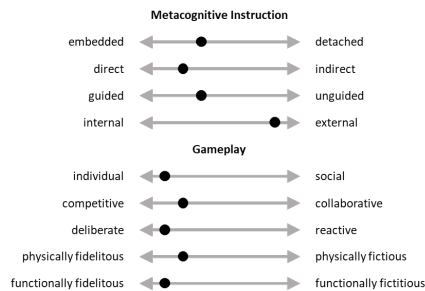 Metacognitive Instruction
embedded detached
direct indirect
guided unguided
internal external
Gameplay
individual social
competitive collaborative
deliberate reactive
physically fidelitous physically fictious
functionally fidelitous functionally fictitious